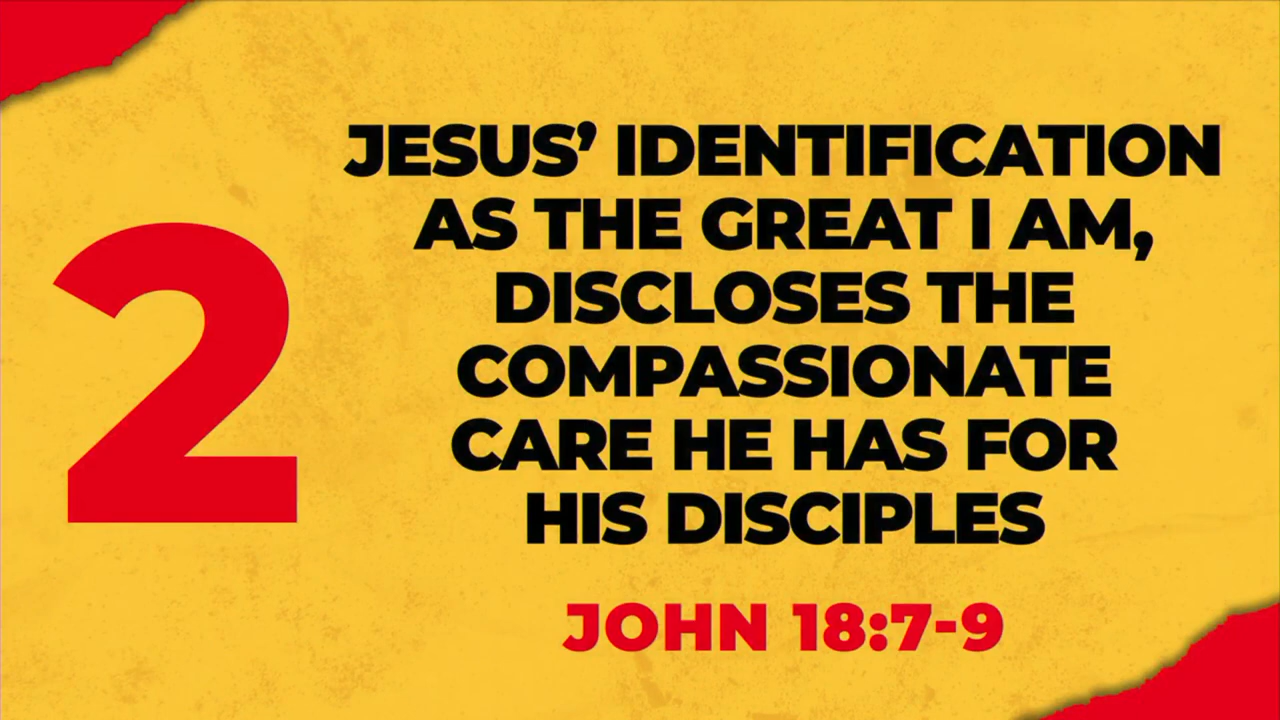 2
JESUS’ IDENTIFICATION
AS THE GREAT I AM,
DISCLOSES THE
COMPASSIONATE
CARE HE HAS FOR
HIS DISCIPLES
JOHN 18:7-9